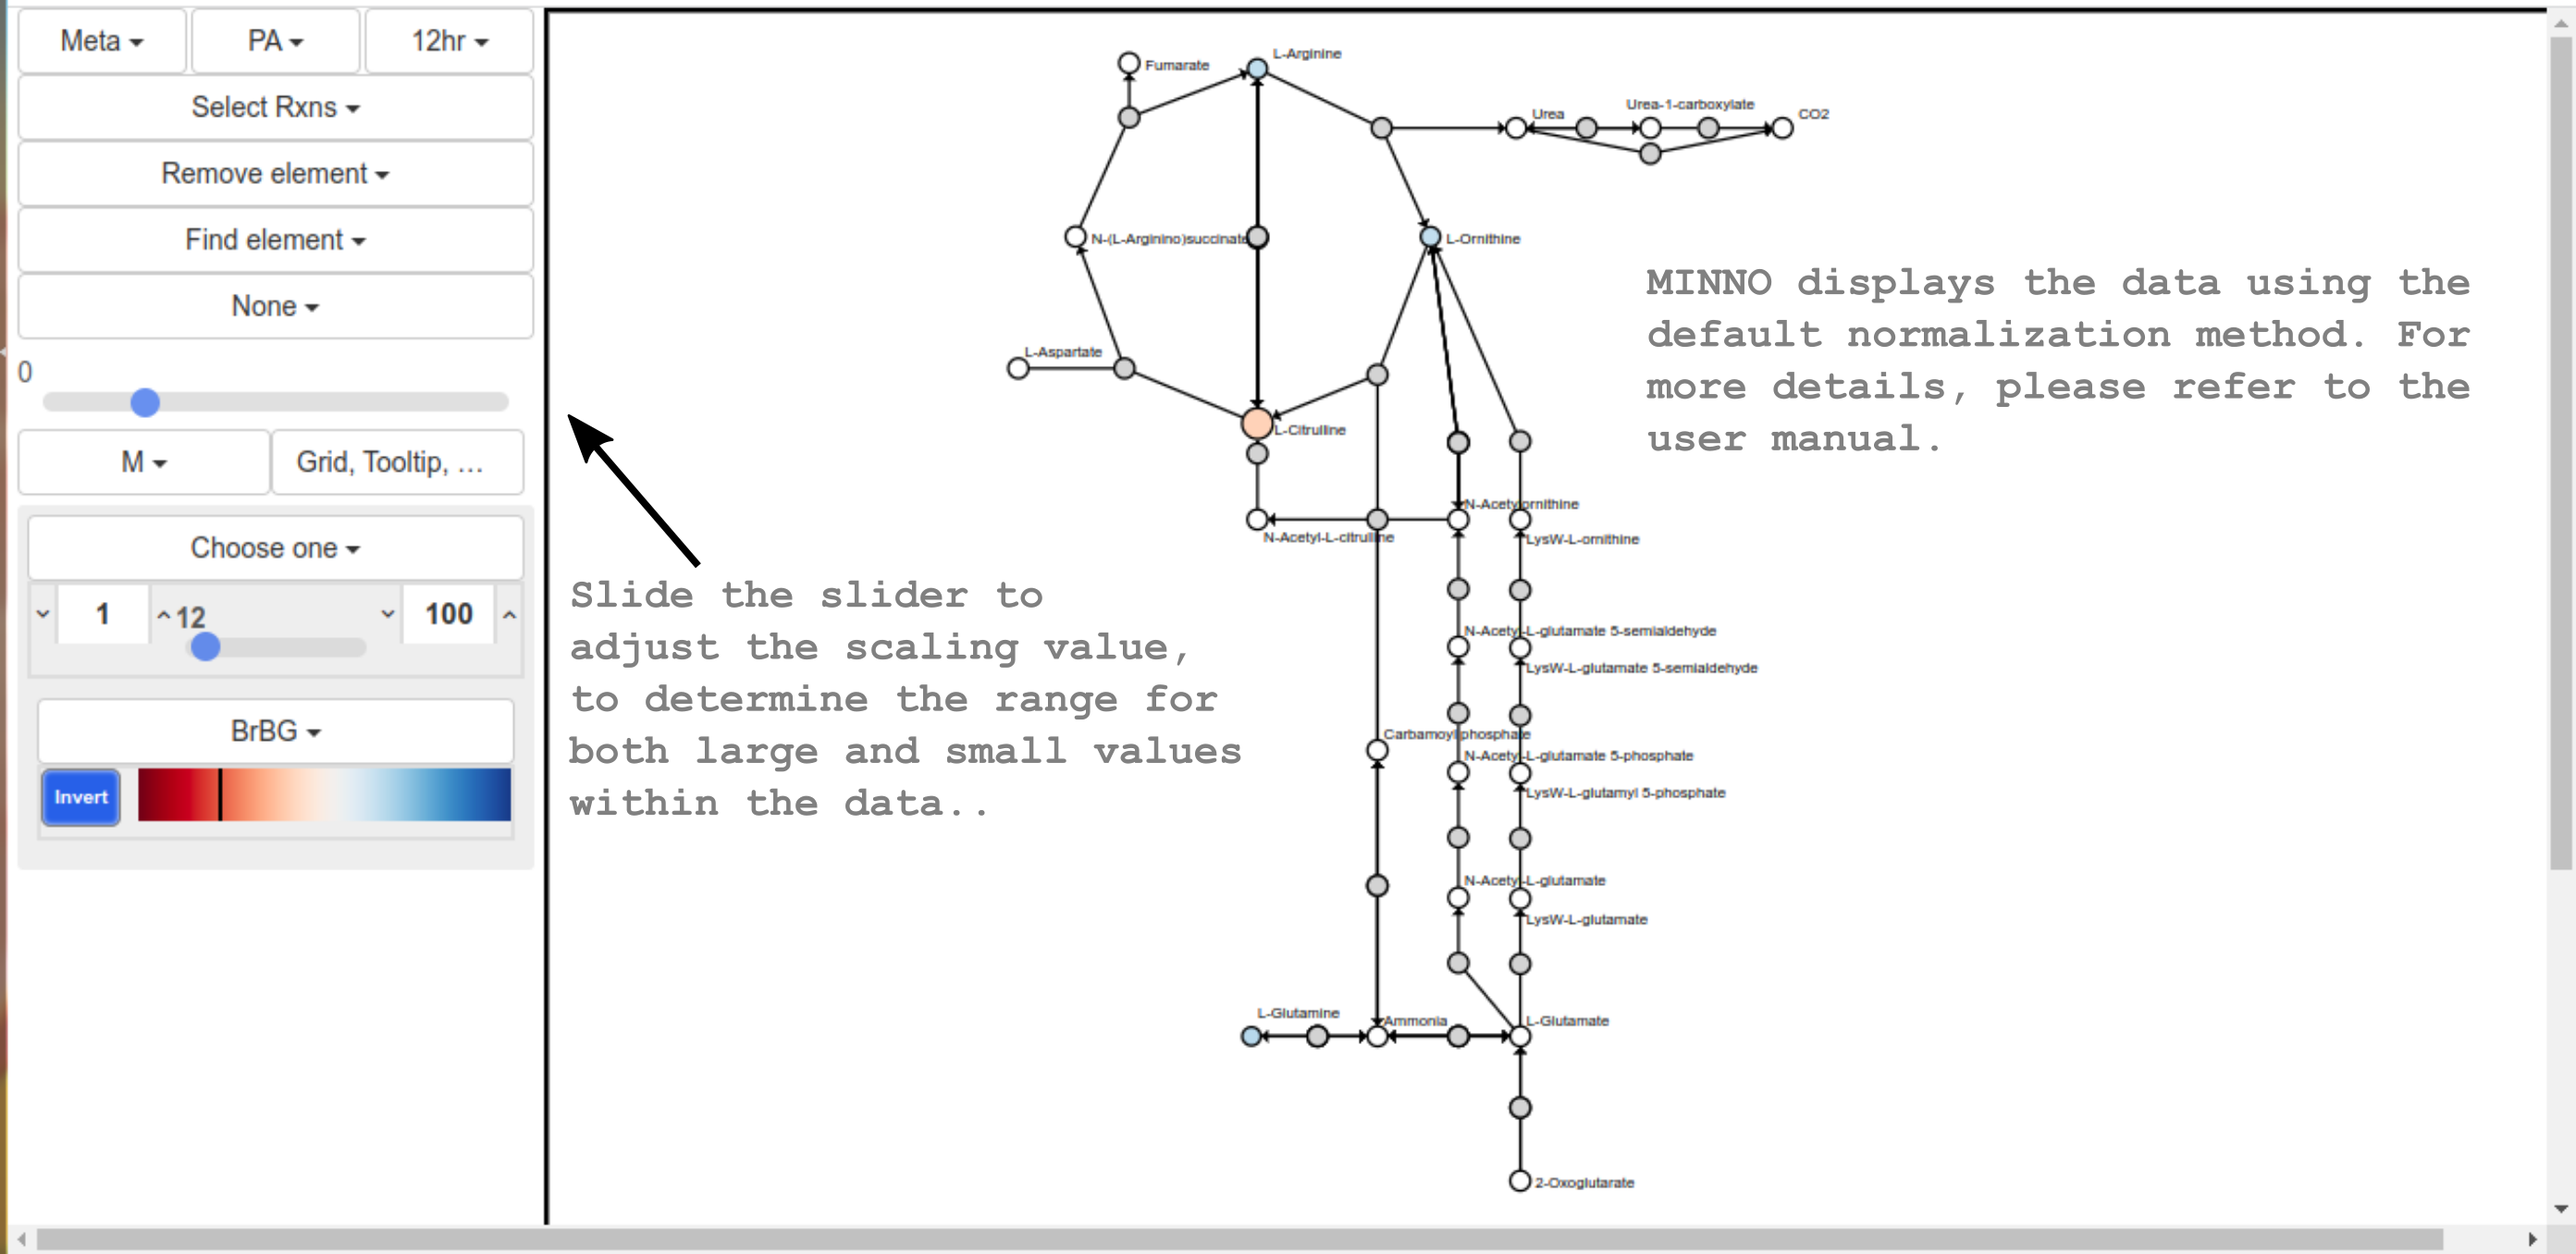 Meta
PA
12hr
Select Rxns
Remove element
Find element
None
0
M
Grid, Tooltip, ...
Choose one
1
12
100
BrBG
Invert
Slide the slider to
adjust the scaling value,
to determine the range for
both large and small values
within the data..
MINNO displays the data using the
default normalization method. For
more details, please refer to the
user manual.
Fumarate
L-Arginine
Urea
Urea-1-carboxylate
CO2
N-(L-Arginino)succinate
L-Ornithine
L-Aspartate
L-Citrulline
N-Acetylornithine
N-Acetyl-L-citrulline
LysW-L-ornithine
N-Acetyl-L-glutamate 5-semialdehyde
LysW-L-glutamate 5-semialdehyde
Carbamoyl phosphate
N-Acetyl-L-glutamate 5-phosphate
LysW-L-glutamyl 5-phosphate
N-Acetyl-L-glutamate
LysW-L-glutamate
L-Glutamine
Ammonia
L-Glutamate
2-Oxoglutarate